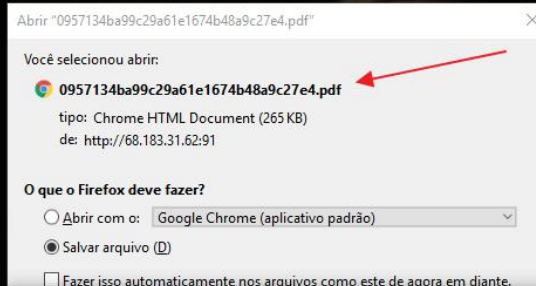 Abrir "0957134ba99c29a61e1674b48a9c27e4.pdf"
Você selecionou abrir:
0957134ba99c29a61e1674b48a9c27e4.pdf
tipo: Chrome HTML Document (265 KB)
de: http://68.183.31.62:91
O que o Firefox deve fazer?
Abrir com o: Google Chrome (aplicativo padrão)
Salvar arquivo (D)
Fazer isso automaticamente nos arquivos como este de agora em diante.